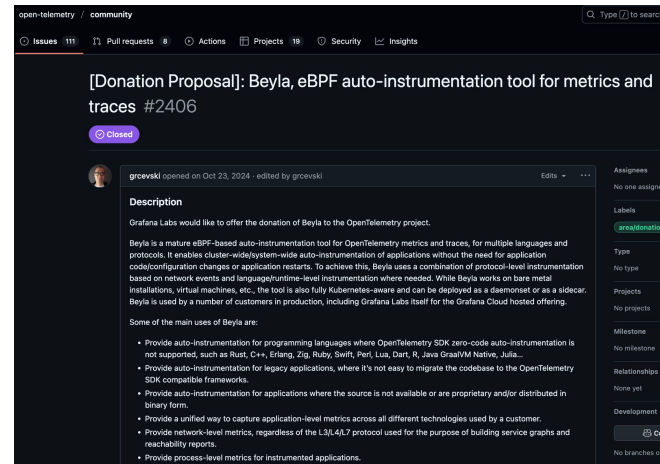 open-telemetry / community
Type / to search
Issues 111 Pull requests 8 Actions Projects 19 Security Insights
[Donation Proposal]: Beyla, eBPF auto-instrumentation tool for metrics and
traces #2406
Closed
grcevski opened on Oct 23, 2024 · edited by grcevski Edits
Description
Grafana Labs would like to offer the donation of Beyla to the OpenTelemetry project.
Beyla is a mature eBPF-based auto-instrumentation tool for OpenTelemetry metrics and traces, for multiple languages and
protocols. It enables cluster-wide/system-wide auto-instrumentation of applications without the need for application
code/configuration changes or application restarts. To achieve this, Beyla uses a combination of protocol-level instrumentation
based on network events and language/runtime-level instrumentation where needed. While Beyla works on bare metal
installations, virtual machines, etc., the tool is also fully Kubernetes-aware and can be deployed as a daemonset or as a sidecar.
Beyla is used by a number of customers in production, including Grafana Labs itself for the Grafana Cloud hosted offering.
Some of the main uses of Beyla are:
• Provide auto-instrumentation for programming languages where OpenTelemetry SDK zero-code auto-instrumentation is
not supported, such as Rust, C++, Erlang, Zig, Ruby, Swift, Perl, Lua, Dart, R, Java GraalVM Native, Julia...
• Provide auto-instrumentation for legacy applications, where it's not easy to migrate the codebase to the OpenTelemetry
SDK compatible frameworks.
• Provide auto-instrumentation for applications where the source is not available or are proprietary and/or distributed in
binary form.
• Provide a unified way to capture application-level metrics across all different technologies used by a customer.
• Provide network-level metrics, regardless of the L3/L4/L7 protocol used for the purpose of building service graphs and
reachability reports.
• Provide process-level metrics for instrumented applications.
Assignees
No one assigne
Labels
area/donatio
Type
No type
Projects
No projects
Milestone
No milestone
Relationships
None yet
Development
No branches o